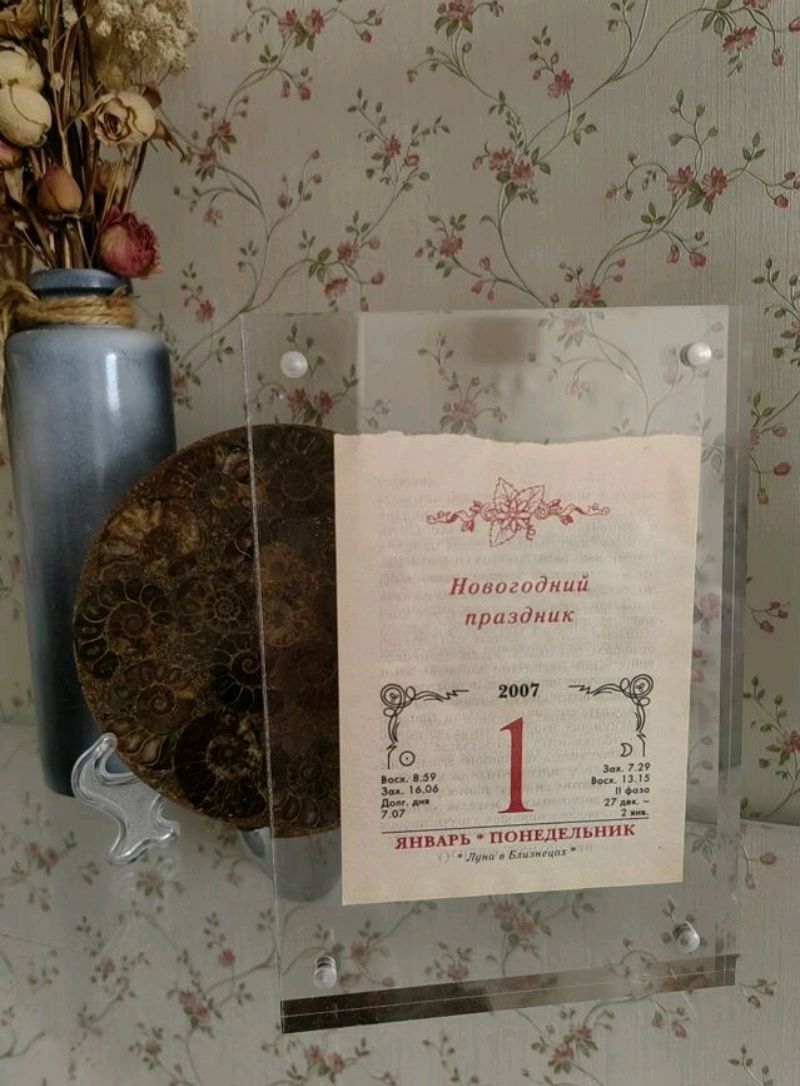 Новогодний
праздник
2007
1
Восх. 8.59
Зах. 16.06
Долг. дня
7.07
Зах. 7.29
Восх. 13.15
II фаза
27 дек. –
2 янв.
ЯНВАРЬ * ПОНЕДЕЛЬНИК
* Луна в Близнецах *